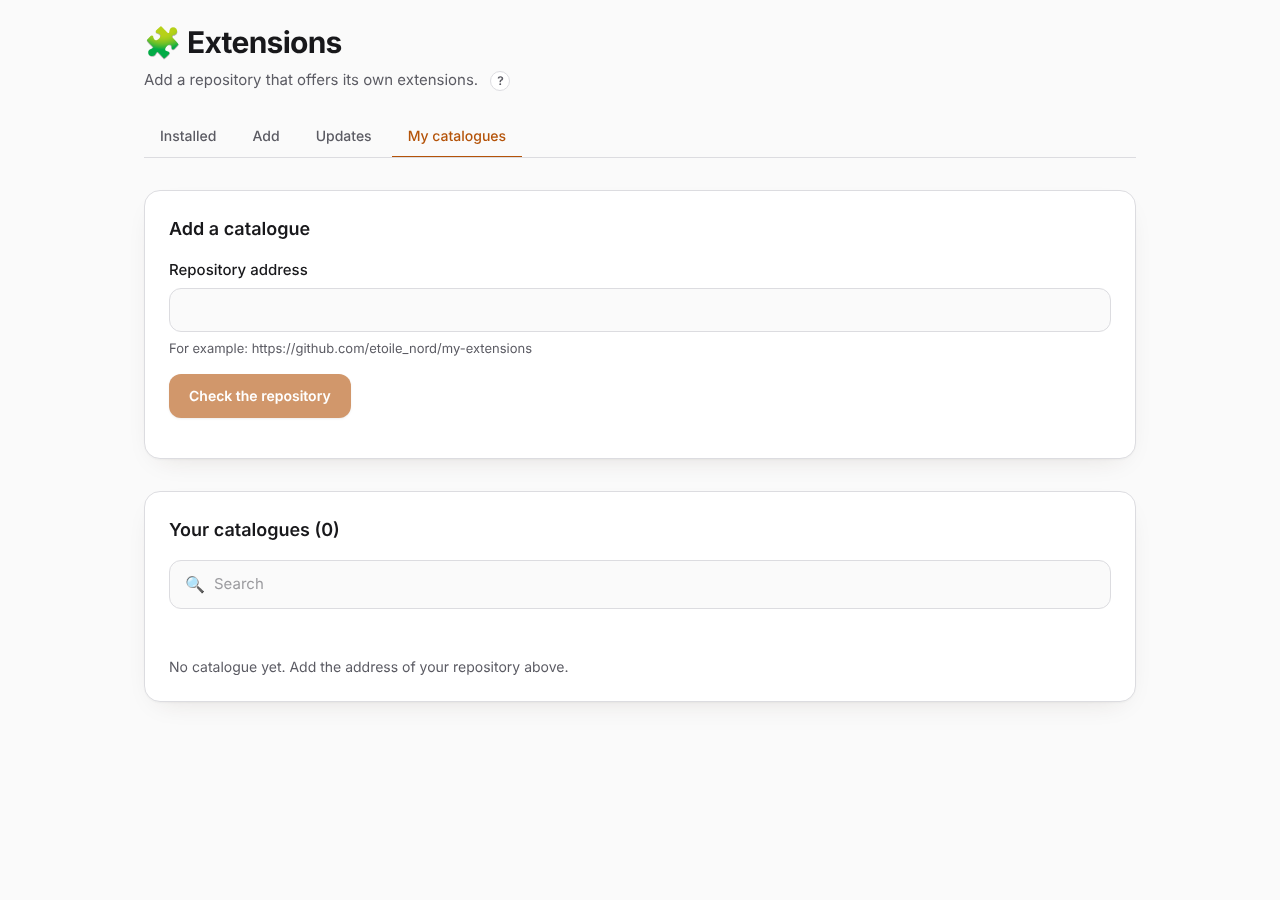 🧩 Extensions
Add a repository that offers its own extensions. ?
Installed Add Updates My catalogues
Add a catalogue
Repository address
For example: https://github.com/etoile_nord/my-extensions
Check the repository
Your catalogues (0)
🔍 Search
No catalogue yet. Add the address of your repository above.